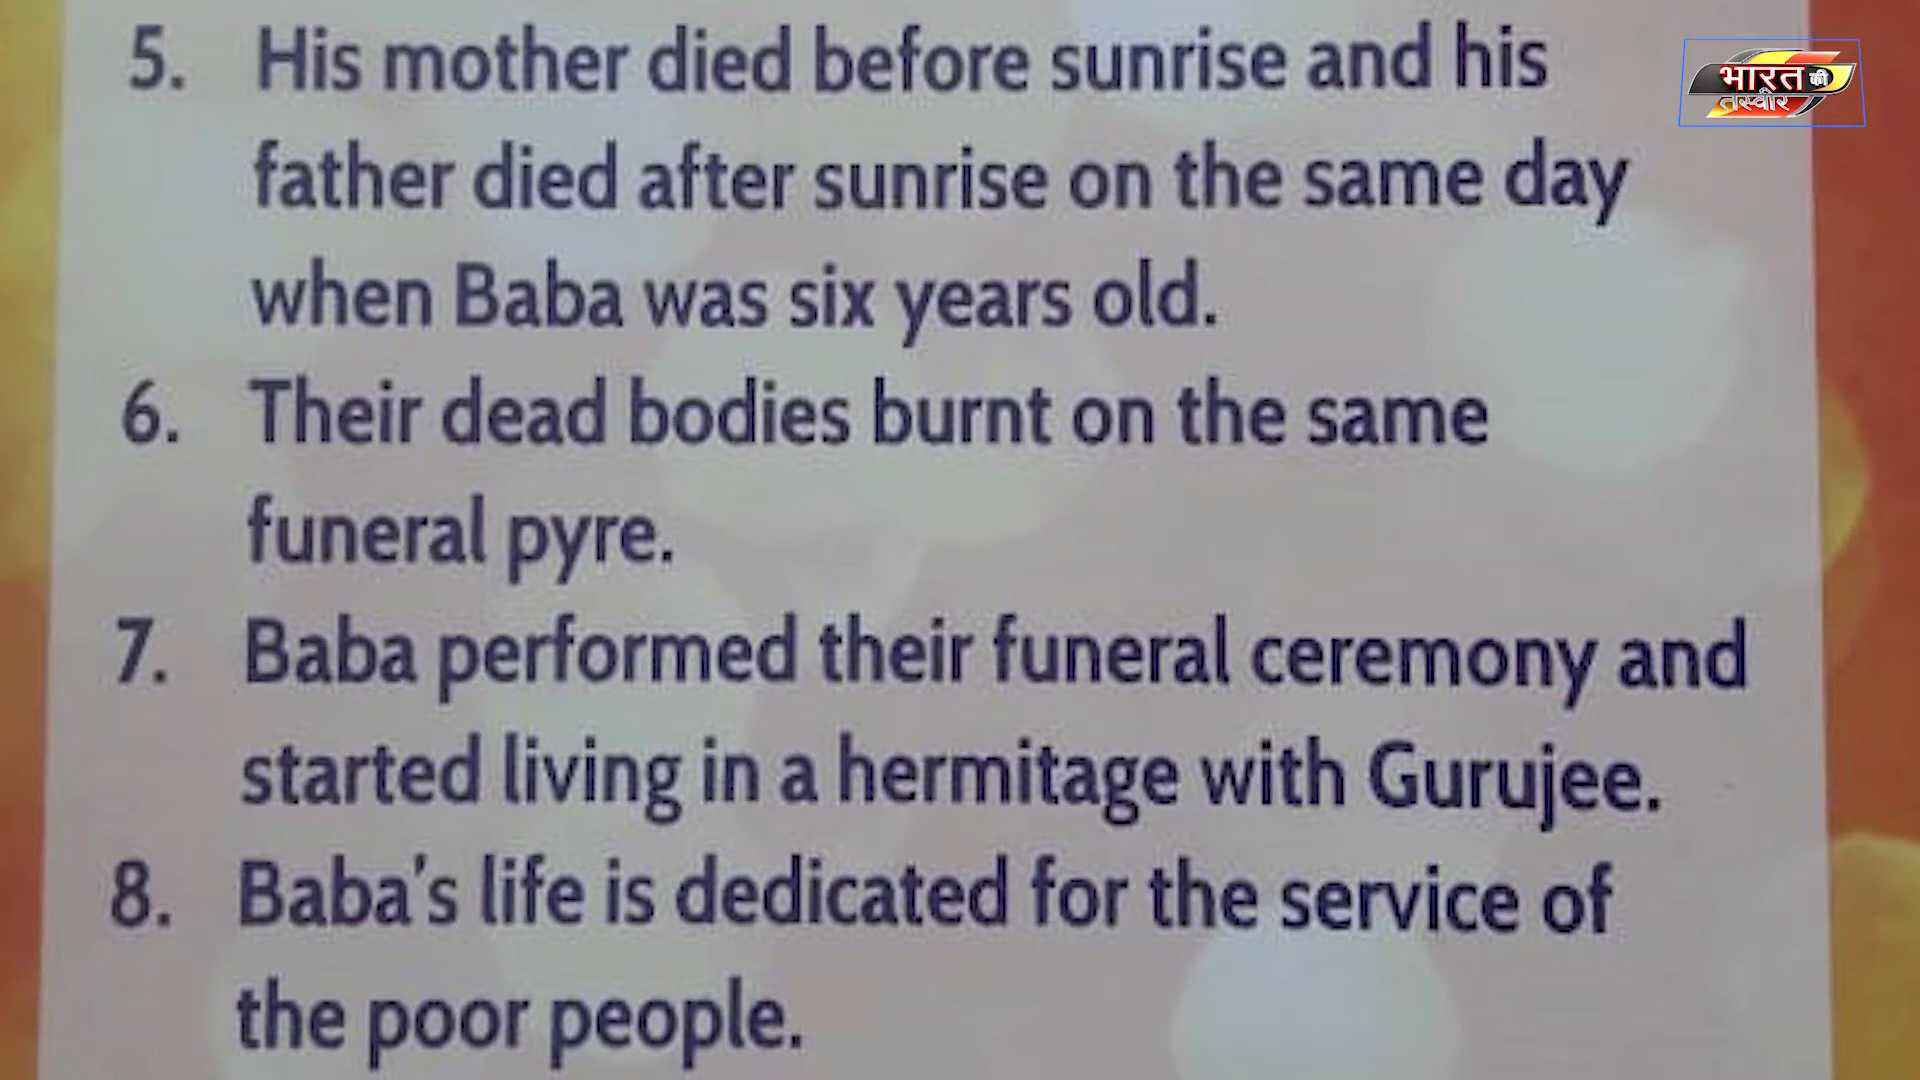 5. His mother died before sunrise and his
father died after sunrise on the same day
when Baba was six years old.
6. Their dead bodies burnt on the same
funeral pyre.
7. Baba performed their funeral ceremony and
started living in a hermitage with Gurujee.
8. Baba's life is dedicated for the service of
the poor people.
भारत की
तस्वीर